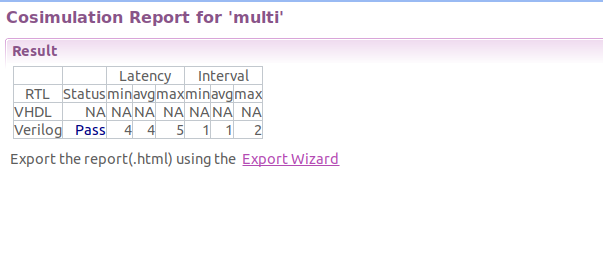 Cosimulation Report for 'multi'
Result
Latency Interval
RTL Status min avg max min avg max
VHDL NA NA NA NA NA NA NA
Verilog Pass 4 4 5 1 1 2
Export the report(.html) using the Export Wizard